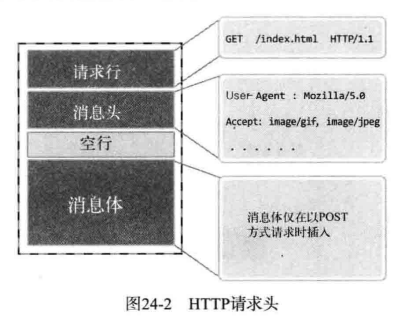 请求行
GET /index.html HTTP/1.1
消息头
User-Agent : Mozilla/5.0
Accept: image/gif, image/jpeg
......
空行
消息体
消息体仅在以POST
方式请求时插入
图24-2 HTTP请求头